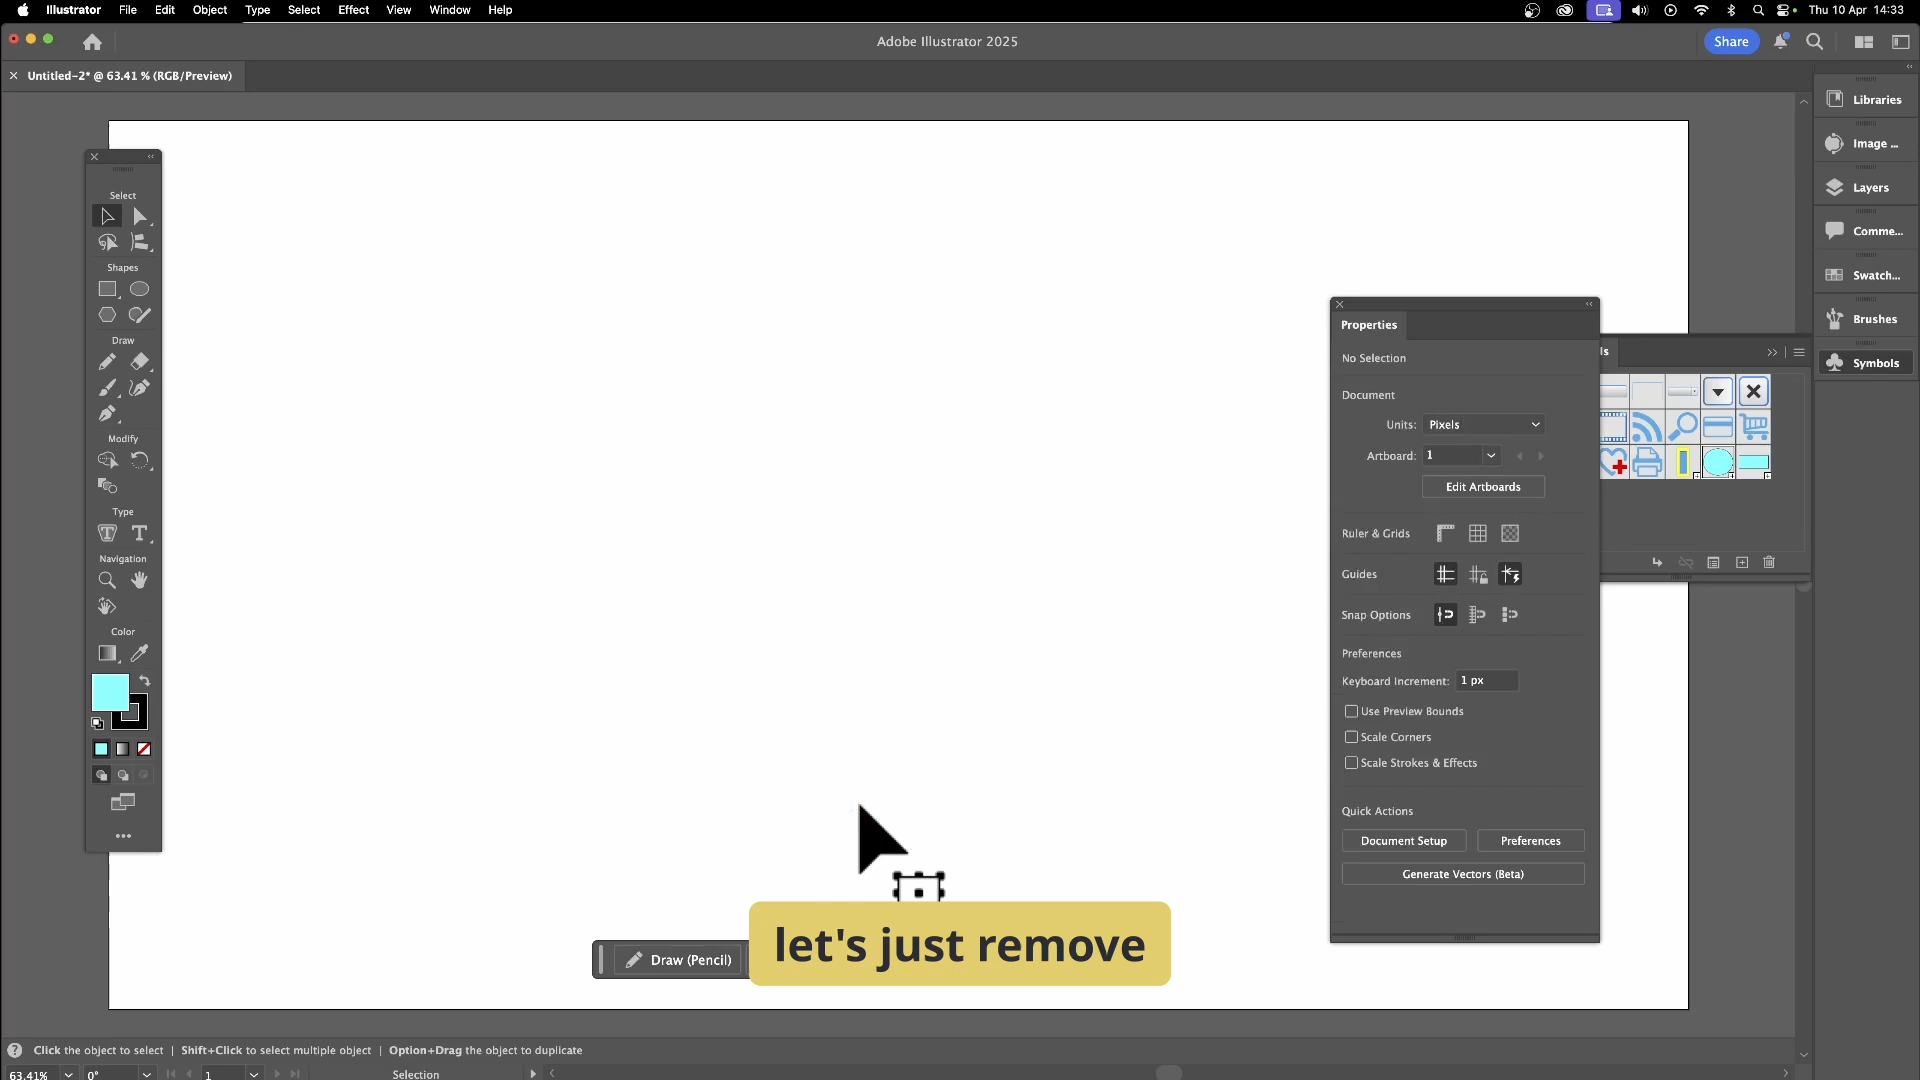 Illustrator File Edit Object Type Select Effect View Window Help
Thu 10 Apr 14:33
Adobe Illustrator 2025
Share
Untitled-2* @ 63.41 % (RGB/Preview)
Libraries
Image ...
Layers
Comme...
Swatch...
Brushes
Symbols
Select
Shapes
Draw
Modify
Type
Navigation
Color
Properties
No Selection
Document
Units: Pixels
Artboard: 1
Edit Artboards
Ruler & Grids
Guides
Snap Options
Preferences
Keyboard Increment: 1 px
Use Preview Bounds
Scale Corners
Scale Strokes & Effects
Quick Actions
Document Setup Preferences
Generate Vectors (Beta)
ls
Draw (Pencil)
let's just remove
Click the object to select | Shift+Click to select multiple object | Option+Drag the object to duplicate
63.41% 0° 1 Selection